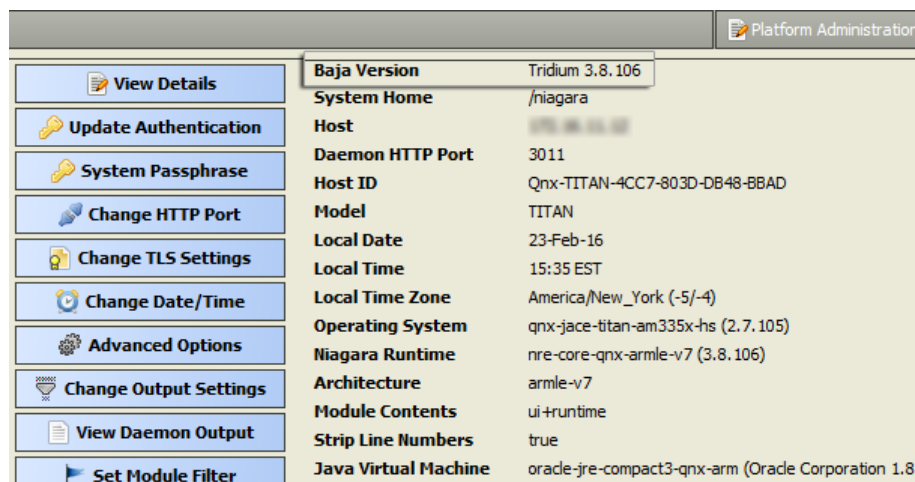 Platform Administration
View Details
Update Authentication
System Passphrase
Change HTTP Port
Change TLS Settings
Change Date/Time
Advanced Options
Change Output Settings
View Daemon Output
Set Module Filter
Baja Version Tridium 3.8.106
System Home /niagara
Host
Daemon HTTP Port 3011
Host ID Qnx-TITAN-4CC7-803D-DB48-BBAD
Model TITAN
Local Date 23-Feb-16
Local Time 15:35 EST
Local Time Zone America/New_York (-5/-4)
Operating System qnx-jace-titan-am335x-hs (2.7.105)
Niagara Runtime nre-core-qnx-armle-v7 (3.8.106)
Architecture armle-v7
Module Contents ui+runtime
Strip Line Numbers true
Java Virtual Machine oracle-jre-compact3-qnx-arm (Oracle Corporation 1.8